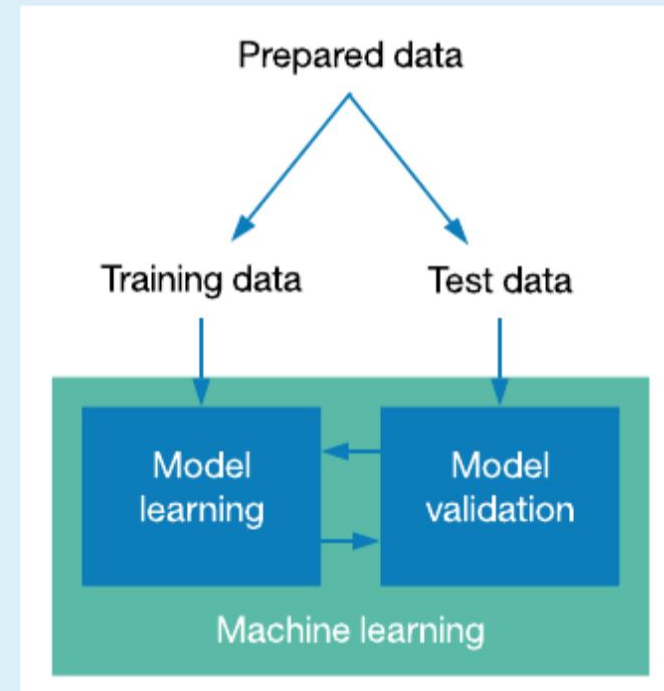 Prepared data
Training data
Test data
Model
learning
Model
validation
Machine learning